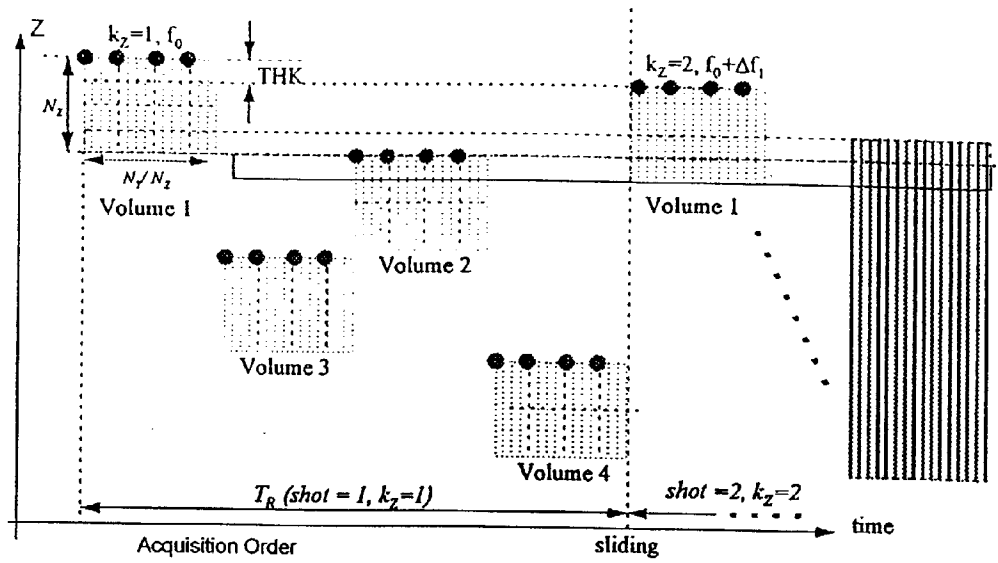 Z
k_Z=1, f_0
THK
k_Z=2, f_0+Δf_1
N_Z
N_Y/N_Z
Volume 1
Volume 1
Volume 2
Volume 3
Volume 4
T_R (shot = 1, k_Z=1)
shot =2, k_Z=2
time
Acquisition Order
sliding